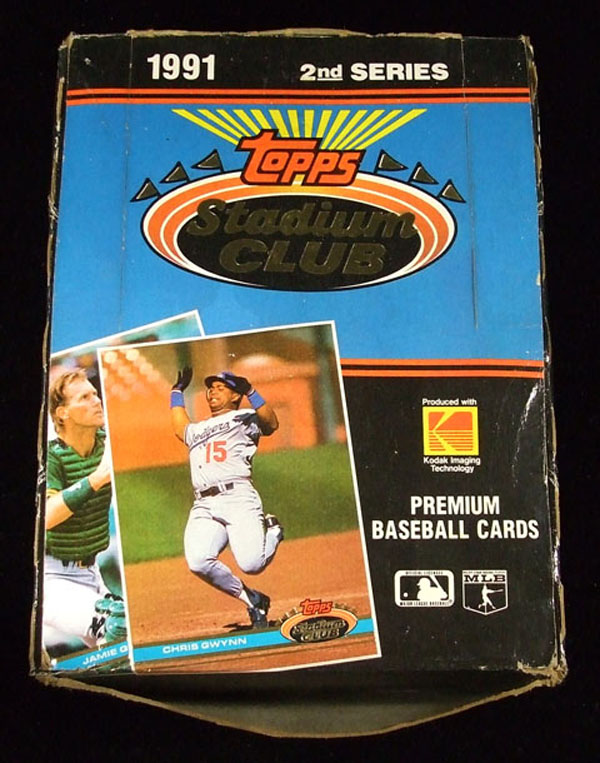 1991 2nd SERIES
TOPPS
Stadium
CLUB
Produced with
Kodak
Kodak Imaging
Technology
PREMIUM
BASEBALL CARDS
MLB
Dodgers
15
TOPPS
Stadium
CLUB
JAMIE G
CHRIS GWYNN